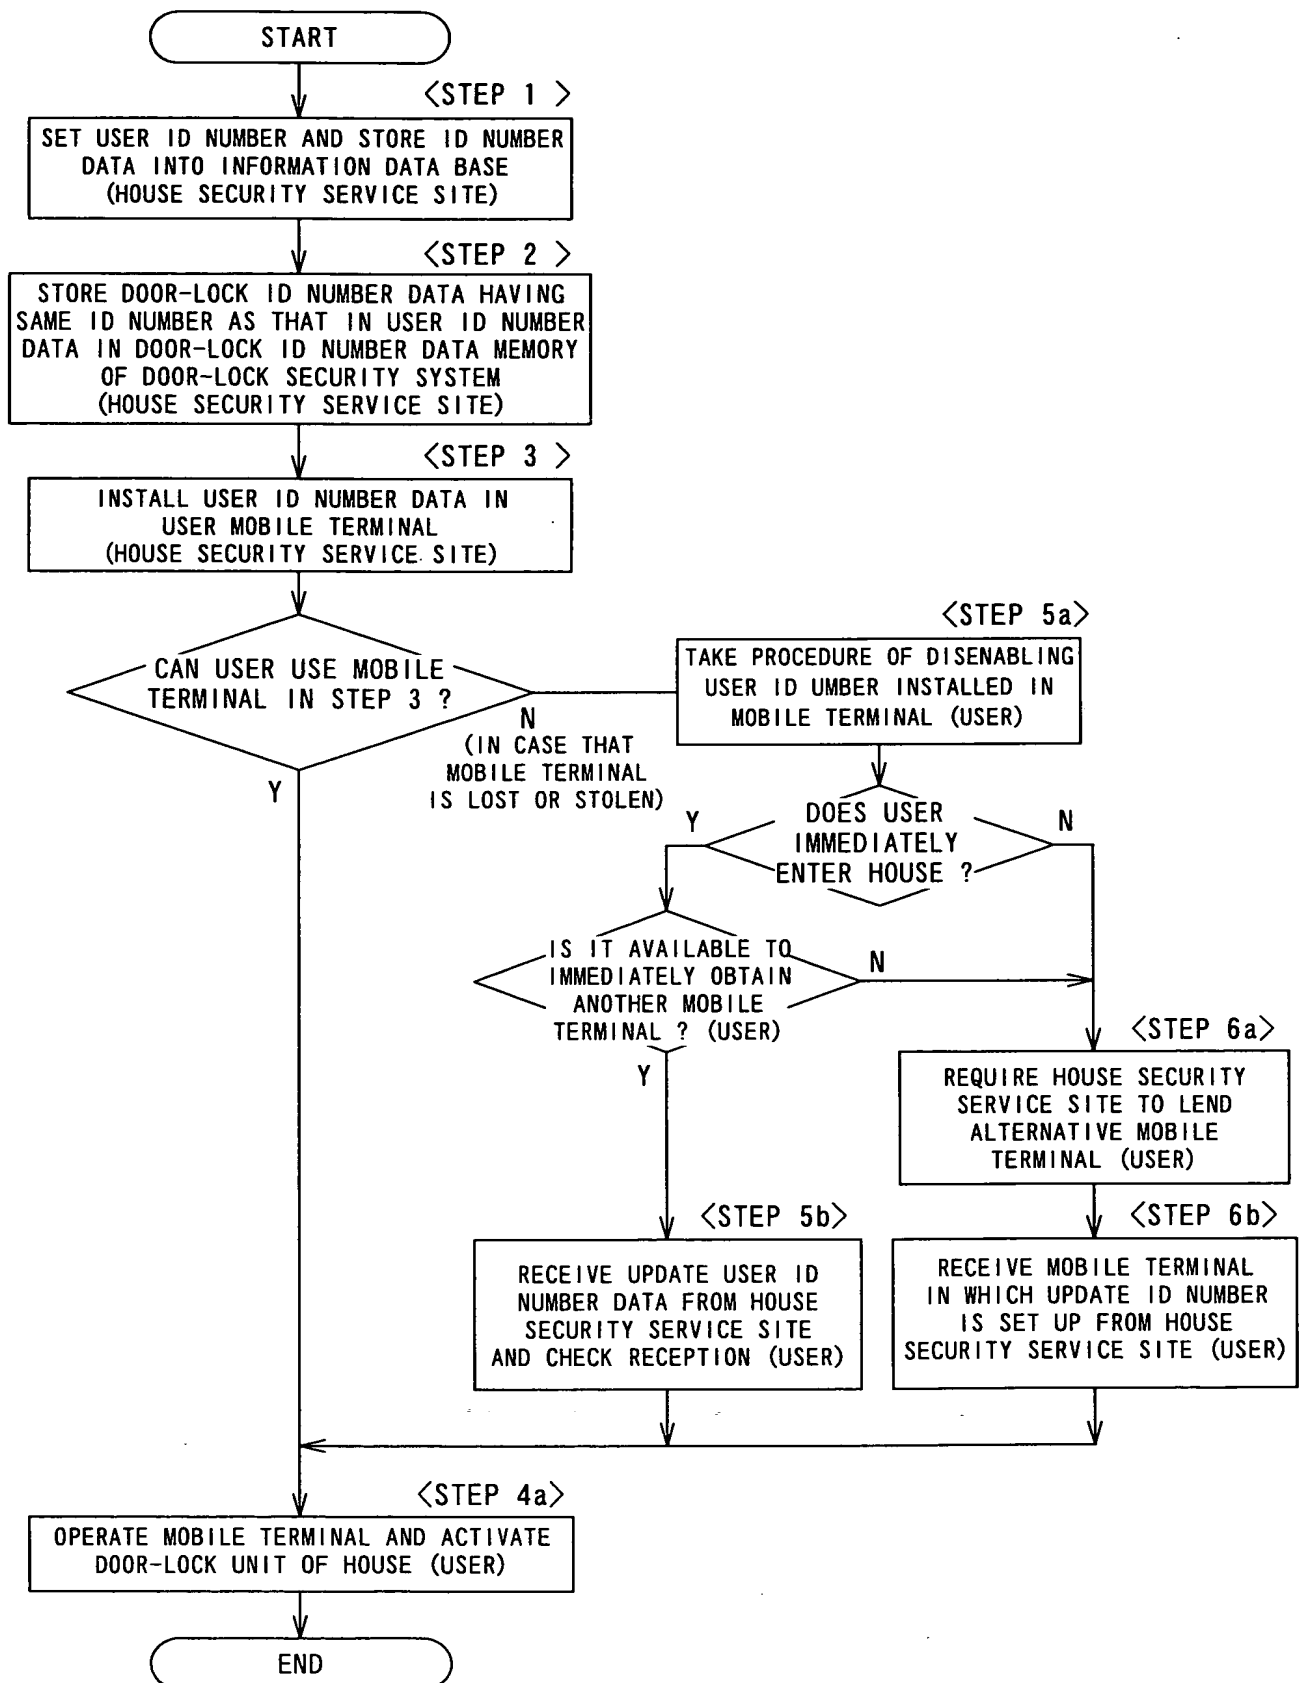 START
<STEP 1 >
SET USER ID NUMBER AND STORE ID NUMBER
DATA INTO INFORMATION DATA BASE
(HOUSE SECURITY SERVICE SITE)
<STEP 2 >
STORE DOOR-LOCK ID NUMBER DATA HAVING
SAME ID NUMBER AS THAT IN USER ID NUMBER
DATA IN DOOR-LOCK ID NUMBER DATA MEMORY
OF DOOR-LOCK SECURITY SYSTEM
(HOUSE SECURITY SERVICE SITE)
<STEP 3 >
INSTALL USER ID NUMBER DATA IN
USER MOBILE TERMINAL
(HOUSE SECURITY SERVICE SITE)
CAN USER USE MOBILE
TERMINAL IN STEP 3 ?
N
(IN CASE THAT
MOBILE TERMINAL
IS LOST OR STOLEN)
Y
<STEP 5a>
TAKE PROCEDURE OF DISENABLING
USER ID UMBER INSTALLED IN
MOBILE TERMINAL (USER)
DOES USER
IMMEDIATELY
ENTER HOUSE ?
Y
N
IS IT AVAILABLE TO
IMMEDIATELY OBTAIN
ANOTHER MOBILE
TERMINAL ? (USER)
N
Y
<STEP 6a>
REQUIRE HOUSE SECURITY
SERVICE SITE TO LEND
ALTERNATIVE MOBILE
TERMINAL (USER)
<STEP 5b>
RECEIVE UPDATE USER ID
NUMBER DATA FROM HOUSE
SECURITY SERVICE SITE
AND CHECK RECEPTION (USER)
<STEP 6b>
RECEIVE MOBILE TERMINAL
IN WHICH UPDATE ID NUMBER
IS SET UP FROM HOUSE
SECURITY SERVICE SITE (USER)
<STEP 4a>
OPERATE MOBILE TERMINAL AND ACTIVATE
DOOR-LOCK UNIT OF HOUSE (USER)
END